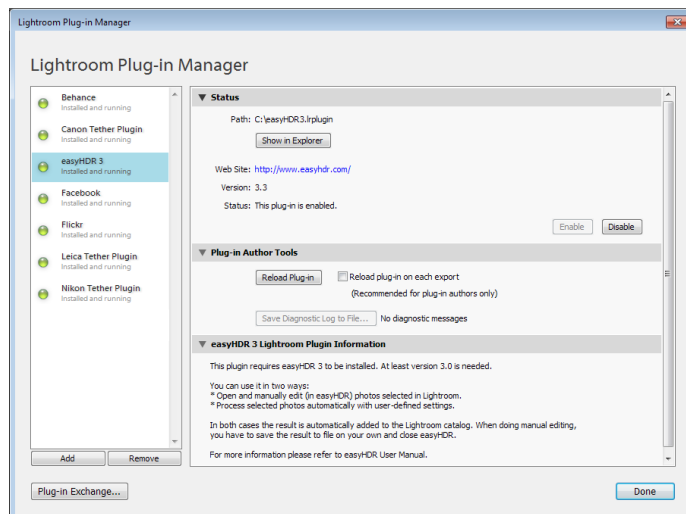 Lightroom Plug-in Manager
Lightroom Plug-in Manager
Behance
Installed and running
Canon Tether Plugin
Installed and running
easyHDR 3
Installed and running
Facebook
Installed and running
Flickr
Installed and running
Leica Tether Plugin
Installed and running
Nikon Tether Plugin
Installed and running
Add Remove
Plug-in Exchange...
Status
Path: C:\easyHDR3.lrplugin
Show in Explorer
Web Site: http://www.easyhdr.com/
Version: 3.3
Status: This plug-in is enabled.
Enable Disable
Plug-in Author Tools
Reload Plug-in Reload plug-in on each export
(Recommended for plug-in authors only)
Save Diagnostic Log to File... No diagnostic messages
easyHDR 3 Lightroom Plugin Information
This plugin requires easyHDR 3 to be installed. At least version 3.0 is needed.
You can use it in two ways:
* Open and manually edit (in easyHDR) photos selected in Lightroom.
* Process selected photos automatically with user-defined settings.
In both cases the result is automatically added to the Lightroom catalog. When doing manual editing,
you have to save the result to file on your own and close easyHDR.
For more information please refer to easyHDR User Manual.
Done